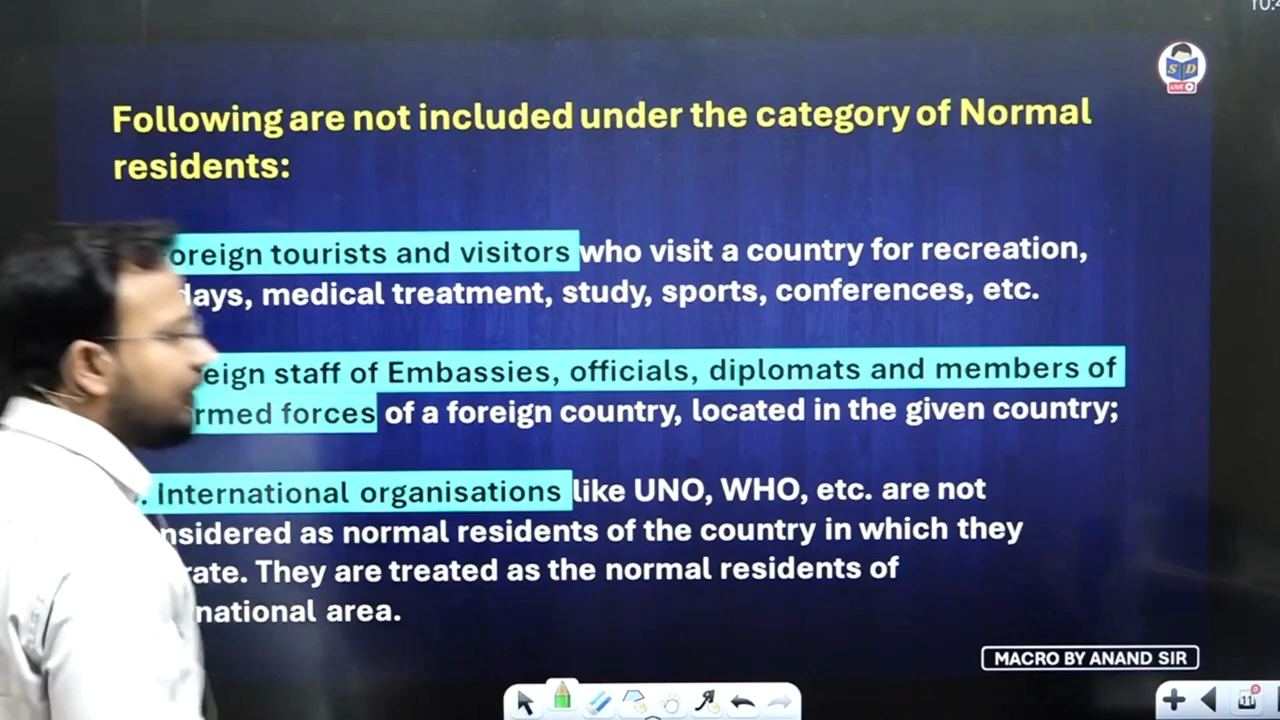 Following are not included under the category of Normal
residents:
oreign tourists and visitors who visit a country for recreation,
days, medical treatment, study, sports, conferences, etc.
eign staff of Embassies, officials, diplomats and members of
rmed forces of a foreign country, located in the given country;
. International organisations like UNO, WHO, etc. are not
nsidered as normal residents of the country in which they
rate. They are treated as the normal residents of
national area.
MACRO BY ANAND SIR
S D
LIVE
10:4
11